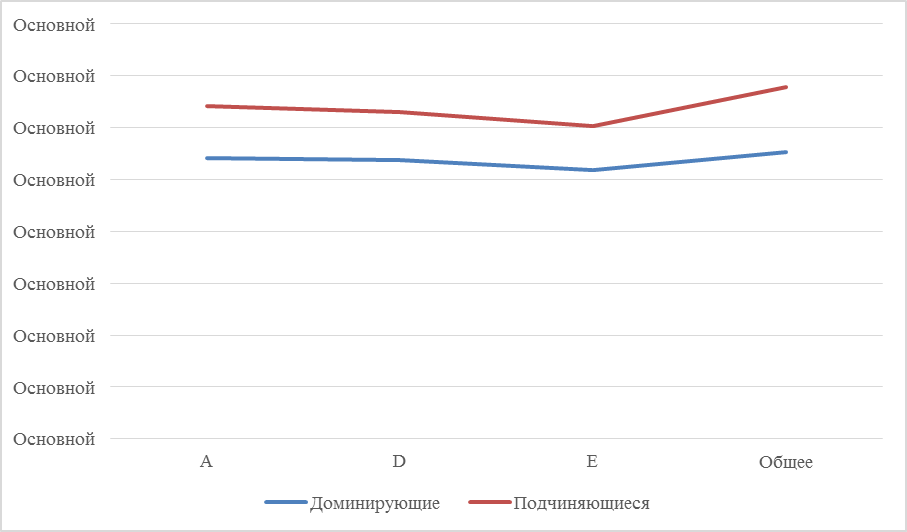 Основной
Основной
Основной
Основной
Основной
Основной
Основной
Основной
Основной
A D E Общее
Доминирующие Подчиняющиеся